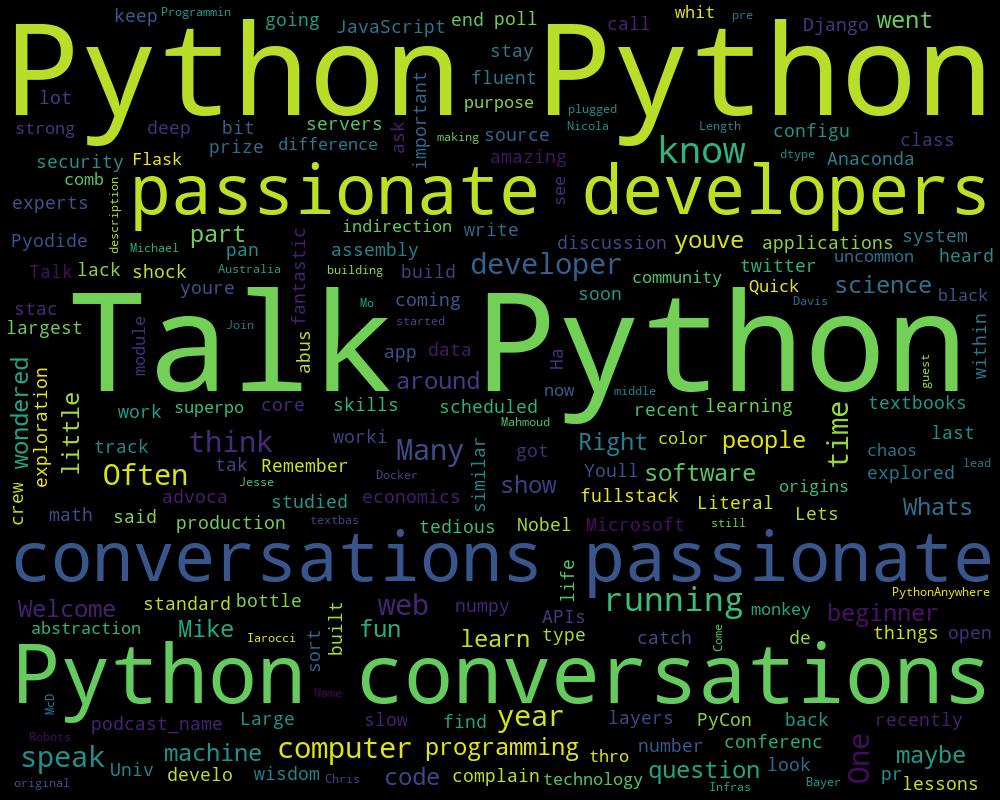 keep Programmin going JavaScript end poll call whit pre Django went
Python Python
stay
fluent
lot important purpose plugged
strong deep bit servers ask making source Nicola Length configu class
prize difference
security Flask amazing know dtype Anaconda
comb description passionate see developers
experts
Pyodide Michael part pan fantastic indirection write discussion youve applications system
assembly uncommon heard
Talk lack shock Australia building build developer community twitter
youre soon Quick science black
stac Mo coming Davis
largest module Join Talk started Python within
abus app data Ha guest
around now middle
wondered exploration little work superpo core skills scheduled recent learning time textbooks
Mahmoud
track think worki Many similar got Right color people chaos last
Often tak Remember Docker show Youll software explored lead
crew Jesse origins
advoca studied economics fullstack Literal Whats
math said production textbas tedious Nobel Microsoft still Lets
conversations passionate
life PythonAnywhere
Welcome standard bottle built web numpy APIs running monkey beginner
abstraction Mike Iarocci sort fun learn type catch Come de things open
Python conversations
McD Name
podcast_name Large slow find year layers PyCon back recently
Robots
speak machine computer programming thro number conferenc One maybe
Univ develo wisdom Chris code complain technology question look pr
original Infras Bayer lessons